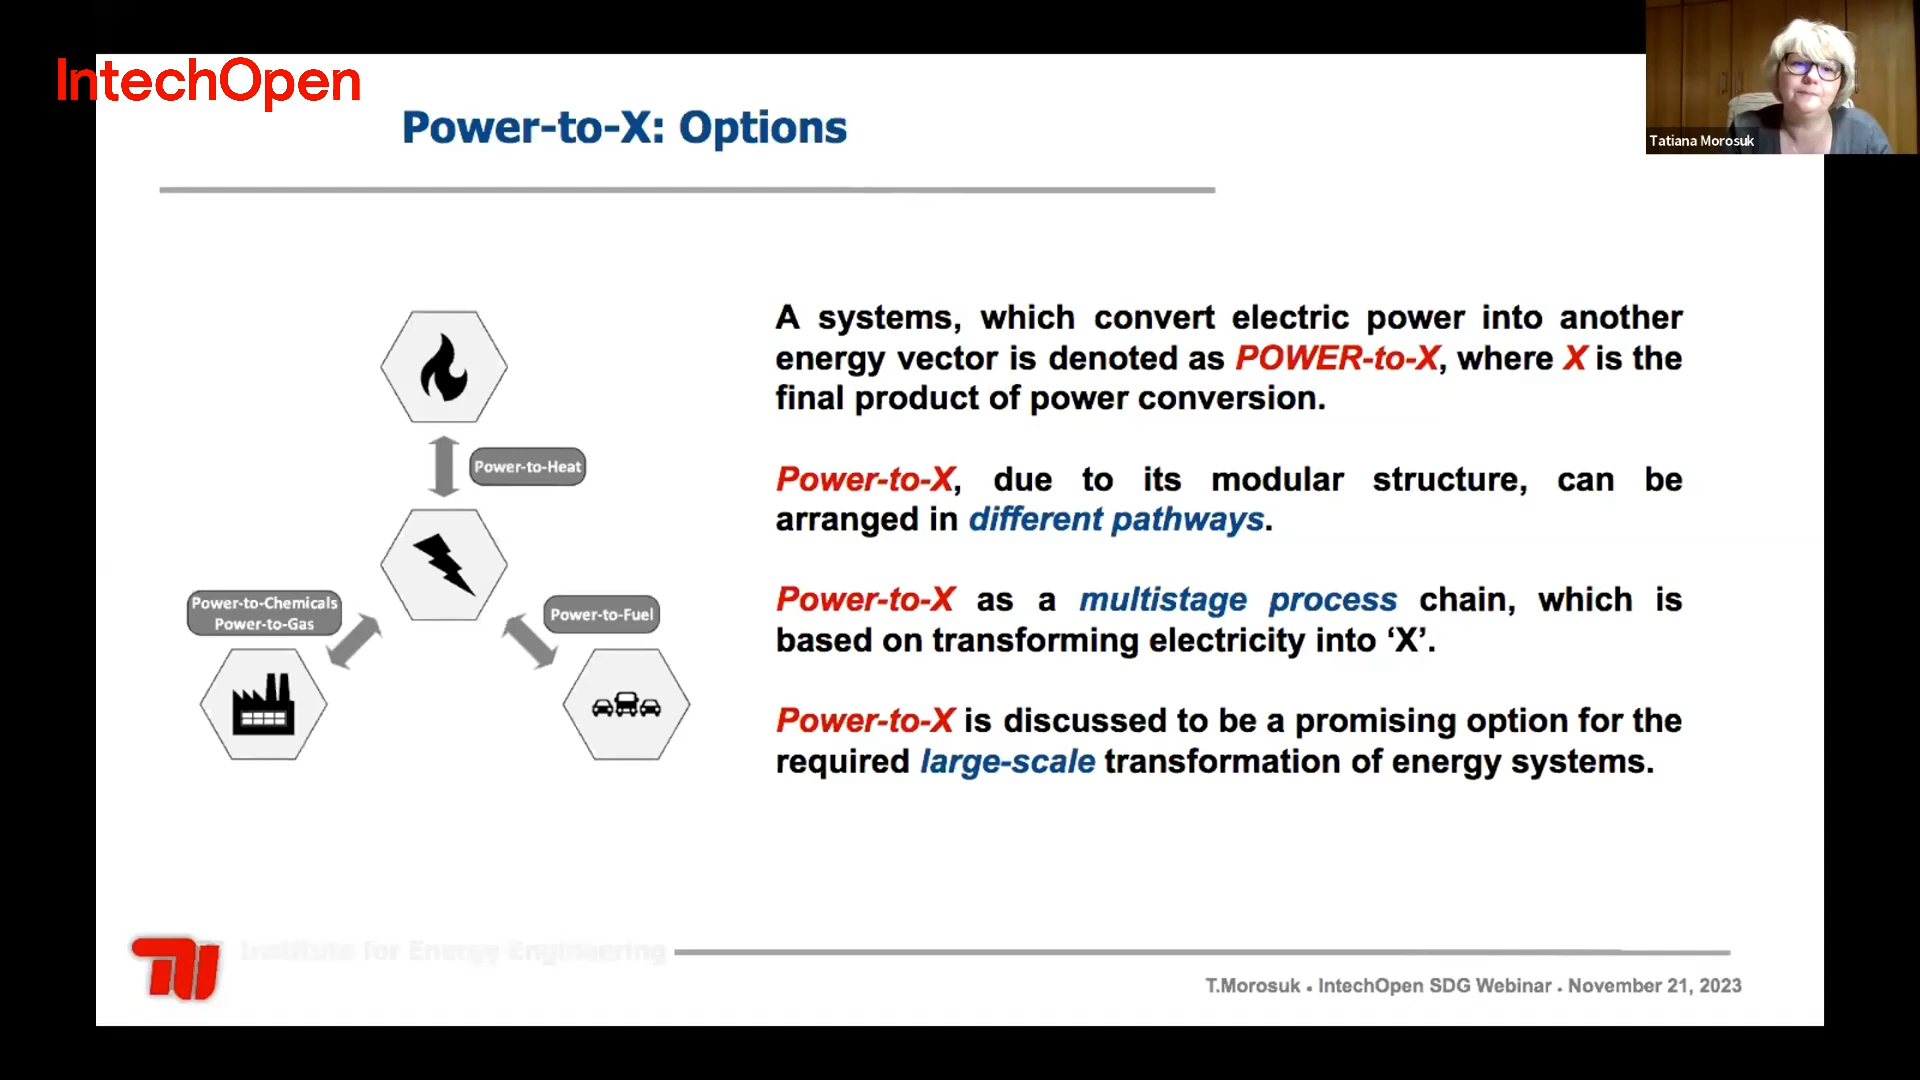 IntechOpen
Power-to-X: Options
Tatiana Morosuk
A systems, which convert electric power into another
energy vector is denoted as POWER-to-X, where X is the
final product of power conversion.
Power-to-X, due to its modular structure, can be
arranged in different pathways.
Power-to-X as a multistage process chain, which is
based on transforming electricity into ‘X’.
Power-to-X is discussed to be a promising option for the
required large-scale transformation of energy systems.
Power-to-Heat
Power-to-Chemicals
Power-to-Gas
Power-to-Fuel
Institute for Energy Engineering
T.Morosuk • IntechOpen SDG Webinar • November 21, 2023